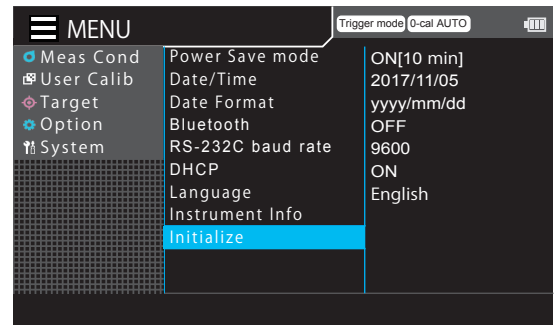 MENU
Trigger mode 0-cal AUTO
Meas Cond
User Calib
Target
Option
System
Power Save mode ON[10 min]
Date/Time 2017/11/05
Date Format yyyy/mm/dd
Bluetooth OFF
RS-232C baud rate 9600
DHCP ON
Language English
Instrument Info
Initialize